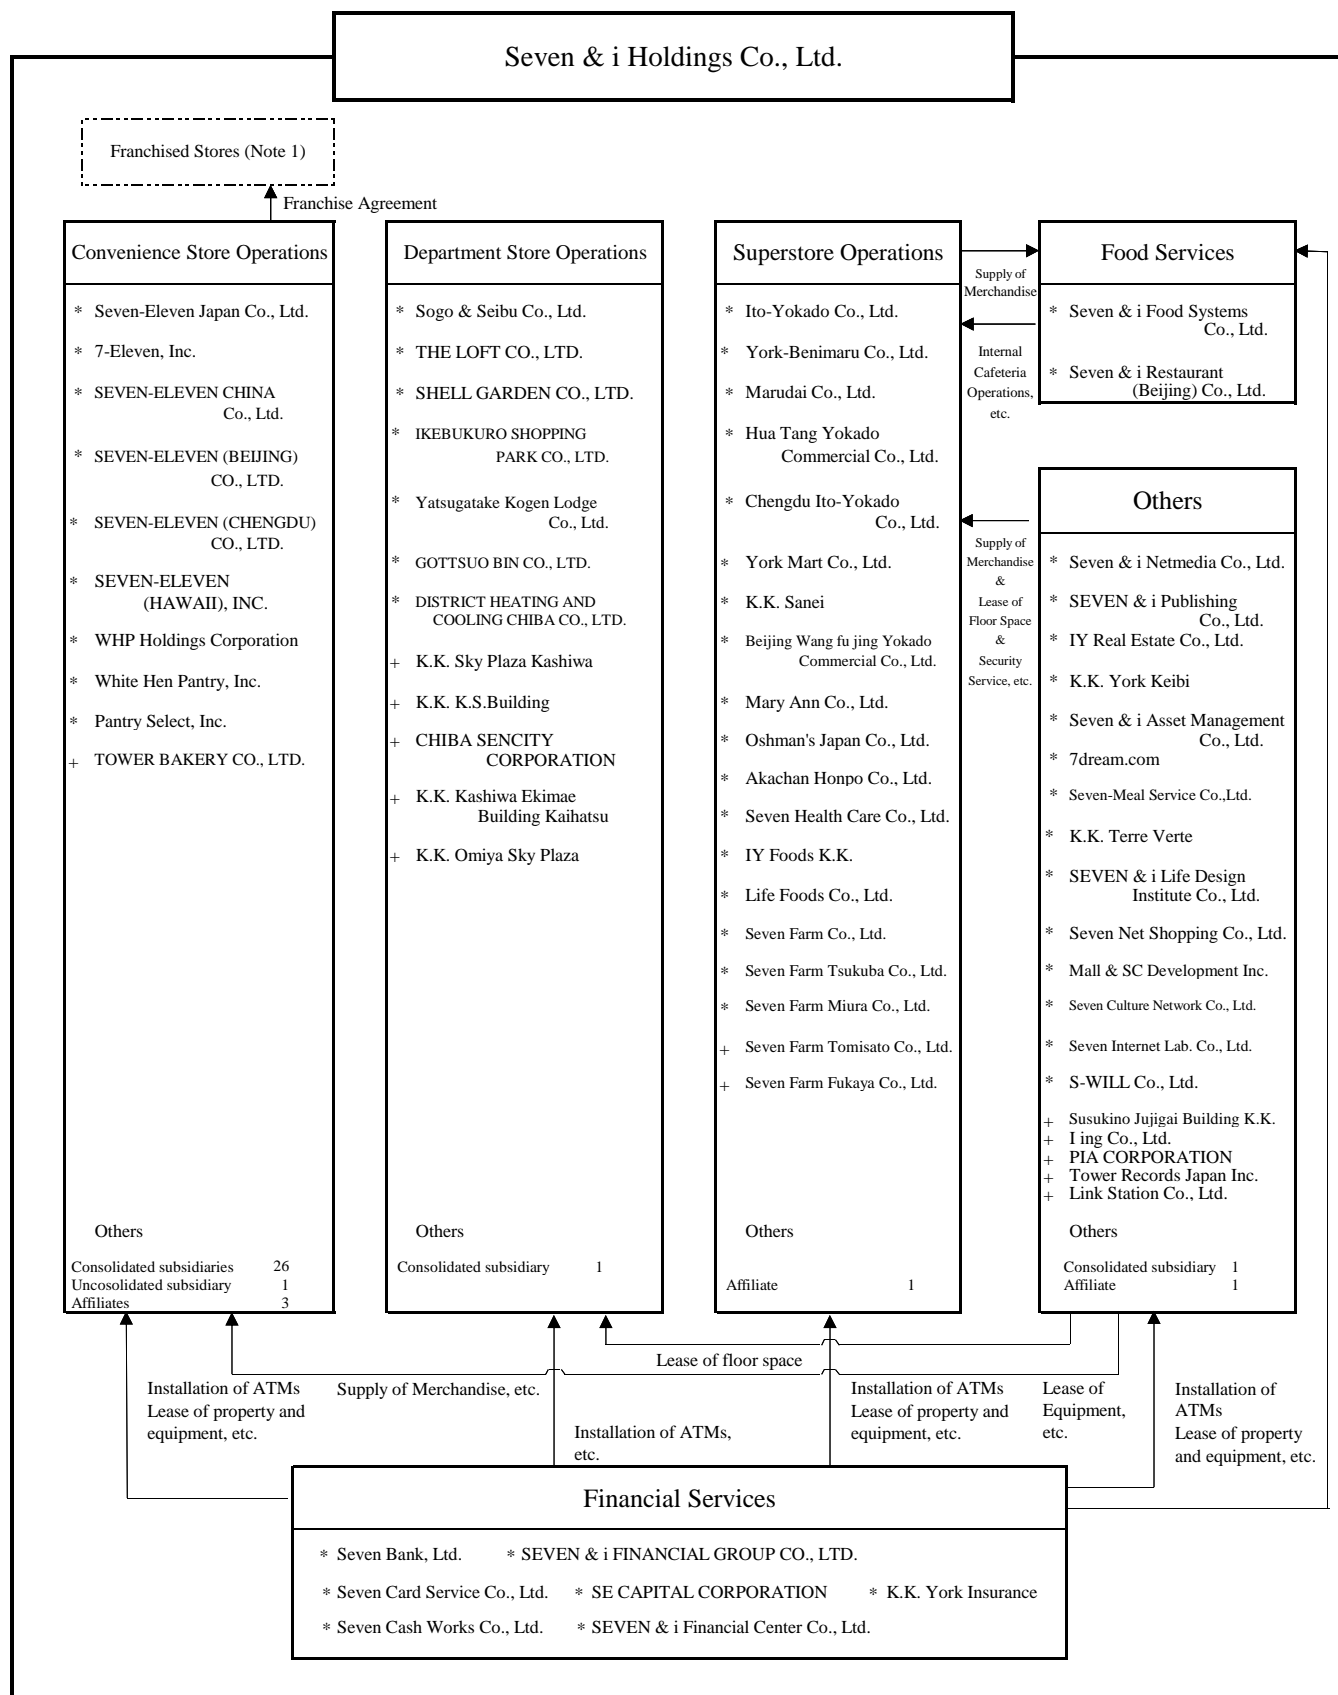 Seven & i Holdings Co., Ltd.
Franchised Stores (Note 1)
Franchise Agreement
Convenience Store Operations
* Seven-Eleven Japan Co., Ltd.
* 7-Eleven, Inc.
* SEVEN-ELEVEN CHINA
Co., Ltd.
* SEVEN-ELEVEN (BEIJING)
CO., LTD.
* SEVEN-ELEVEN (CHENGDU)
CO., LTD.
* SEVEN-ELEVEN
(HAWAII), INC.
* WHP Holdings Corporation
* White Hen Pantry, Inc.
* Pantry Select, Inc.
+ TOWER BAKERY CO., LTD.
Others
Consolidated subsidiaries 26
Uncosolidated subsidiary 1
Affiliates 3
Department Store Operations
* Sogo & Seibu Co., Ltd.
* THE LOFT CO., LTD.
* SHELL GARDEN CO., LTD.
* IKEBUKURO SHOPPING
PARK CO., LTD.
* Yatsugatake Kogen Lodge
Co., Ltd.
* GOTTSUO BIN CO., LTD.
* DISTRICT HEATING AND
COOLING CHIBA CO., LTD.
+ K.K. Sky Plaza Kashiwa
+ K.K. K.S.Building
+ CHIBA SENCITY
CORPORATION
+ K.K. Kashiwa Ekimae
Building Kaihatsu
+ K.K. Omiya Sky Plaza
Others
Consolidated subsidiary 1
Superstore Operations
* Ito-Yokado Co., Ltd.
* York-Benimaru Co., Ltd.
* Marudai Co., Ltd.
* Hua Tang Yokado
Commercial Co., Ltd.
* Chengdu Ito-Yokado
Co., Ltd.
* York Mart Co., Ltd.
* K.K. Sanei
* Beijing Wang fu jing Yokado
Commercial Co., Ltd.
* Mary Ann Co., Ltd.
* Oshman's Japan Co., Ltd.
* Akachan Honpo Co., Ltd.
* Seven Health Care Co., Ltd.
* IY Foods K.K.
* Life Foods Co., Ltd.
* Seven Farm Co., Ltd.
* Seven Farm Tsukuba Co., Ltd.
* Seven Farm Miura Co., Ltd.
+ Seven Farm Tomisato Co., Ltd.
+ Seven Farm Fukaya Co., Ltd.
Others
Affiliate 1
Supply of
Merchandise
Internal
Cafeteria
Operations,
etc.
Supply of
Merchandise
&
Lease of
Floor Space
&
Security
Service, etc.
Food Services
* Seven & i Food Systems
Co., Ltd.
* Seven & i Restaurant
(Beijing) Co., Ltd.
Others
* Seven & i Netmedia Co., Ltd.
* SEVEN & i Publishing
Co., Ltd.
* IY Real Estate Co., Ltd.
* K.K. York Keibi
* Seven & i Asset Management
Co., Ltd.
* 7dream.com
* Seven-Meal Service Co.,Ltd.
* K.K. Terre Verte
* SEVEN & i Life Design
Institute Co., Ltd.
* Seven Net Shopping Co., Ltd.
* Mall & SC Development Inc.
* Seven Culture Network Co., Ltd.
* Seven Internet Lab. Co., Ltd.
* S-WILL Co., Ltd.
+ Susukino Jujigai Building K.K.
+ I ing Co., Ltd.
+ PIA CORPORATION
+ Tower Records Japan Inc.
+ Link Station Co., Ltd.
Others
Consolidated subsidiary 1
Affiliate 1
Lease of floor space
Installation of ATMs
Lease of property and
equipment, etc.
Supply of Merchandise, etc.
Installation of ATMs,
etc.
Installation of ATMs
Lease of property and
equipment, etc.
Lease of
Equipment,
etc.
Installation of
ATMs
Lease of property
and equipment, etc.
Financial Services
* Seven Bank, Ltd. * SEVEN & i FINANCIAL GROUP CO., LTD.
* Seven Card Service Co., Ltd. * SE CAPITAL CORPORATION * K.K. York Insurance
* Seven Cash Works Co., Ltd. * SEVEN & i Financial Center Co., Ltd.